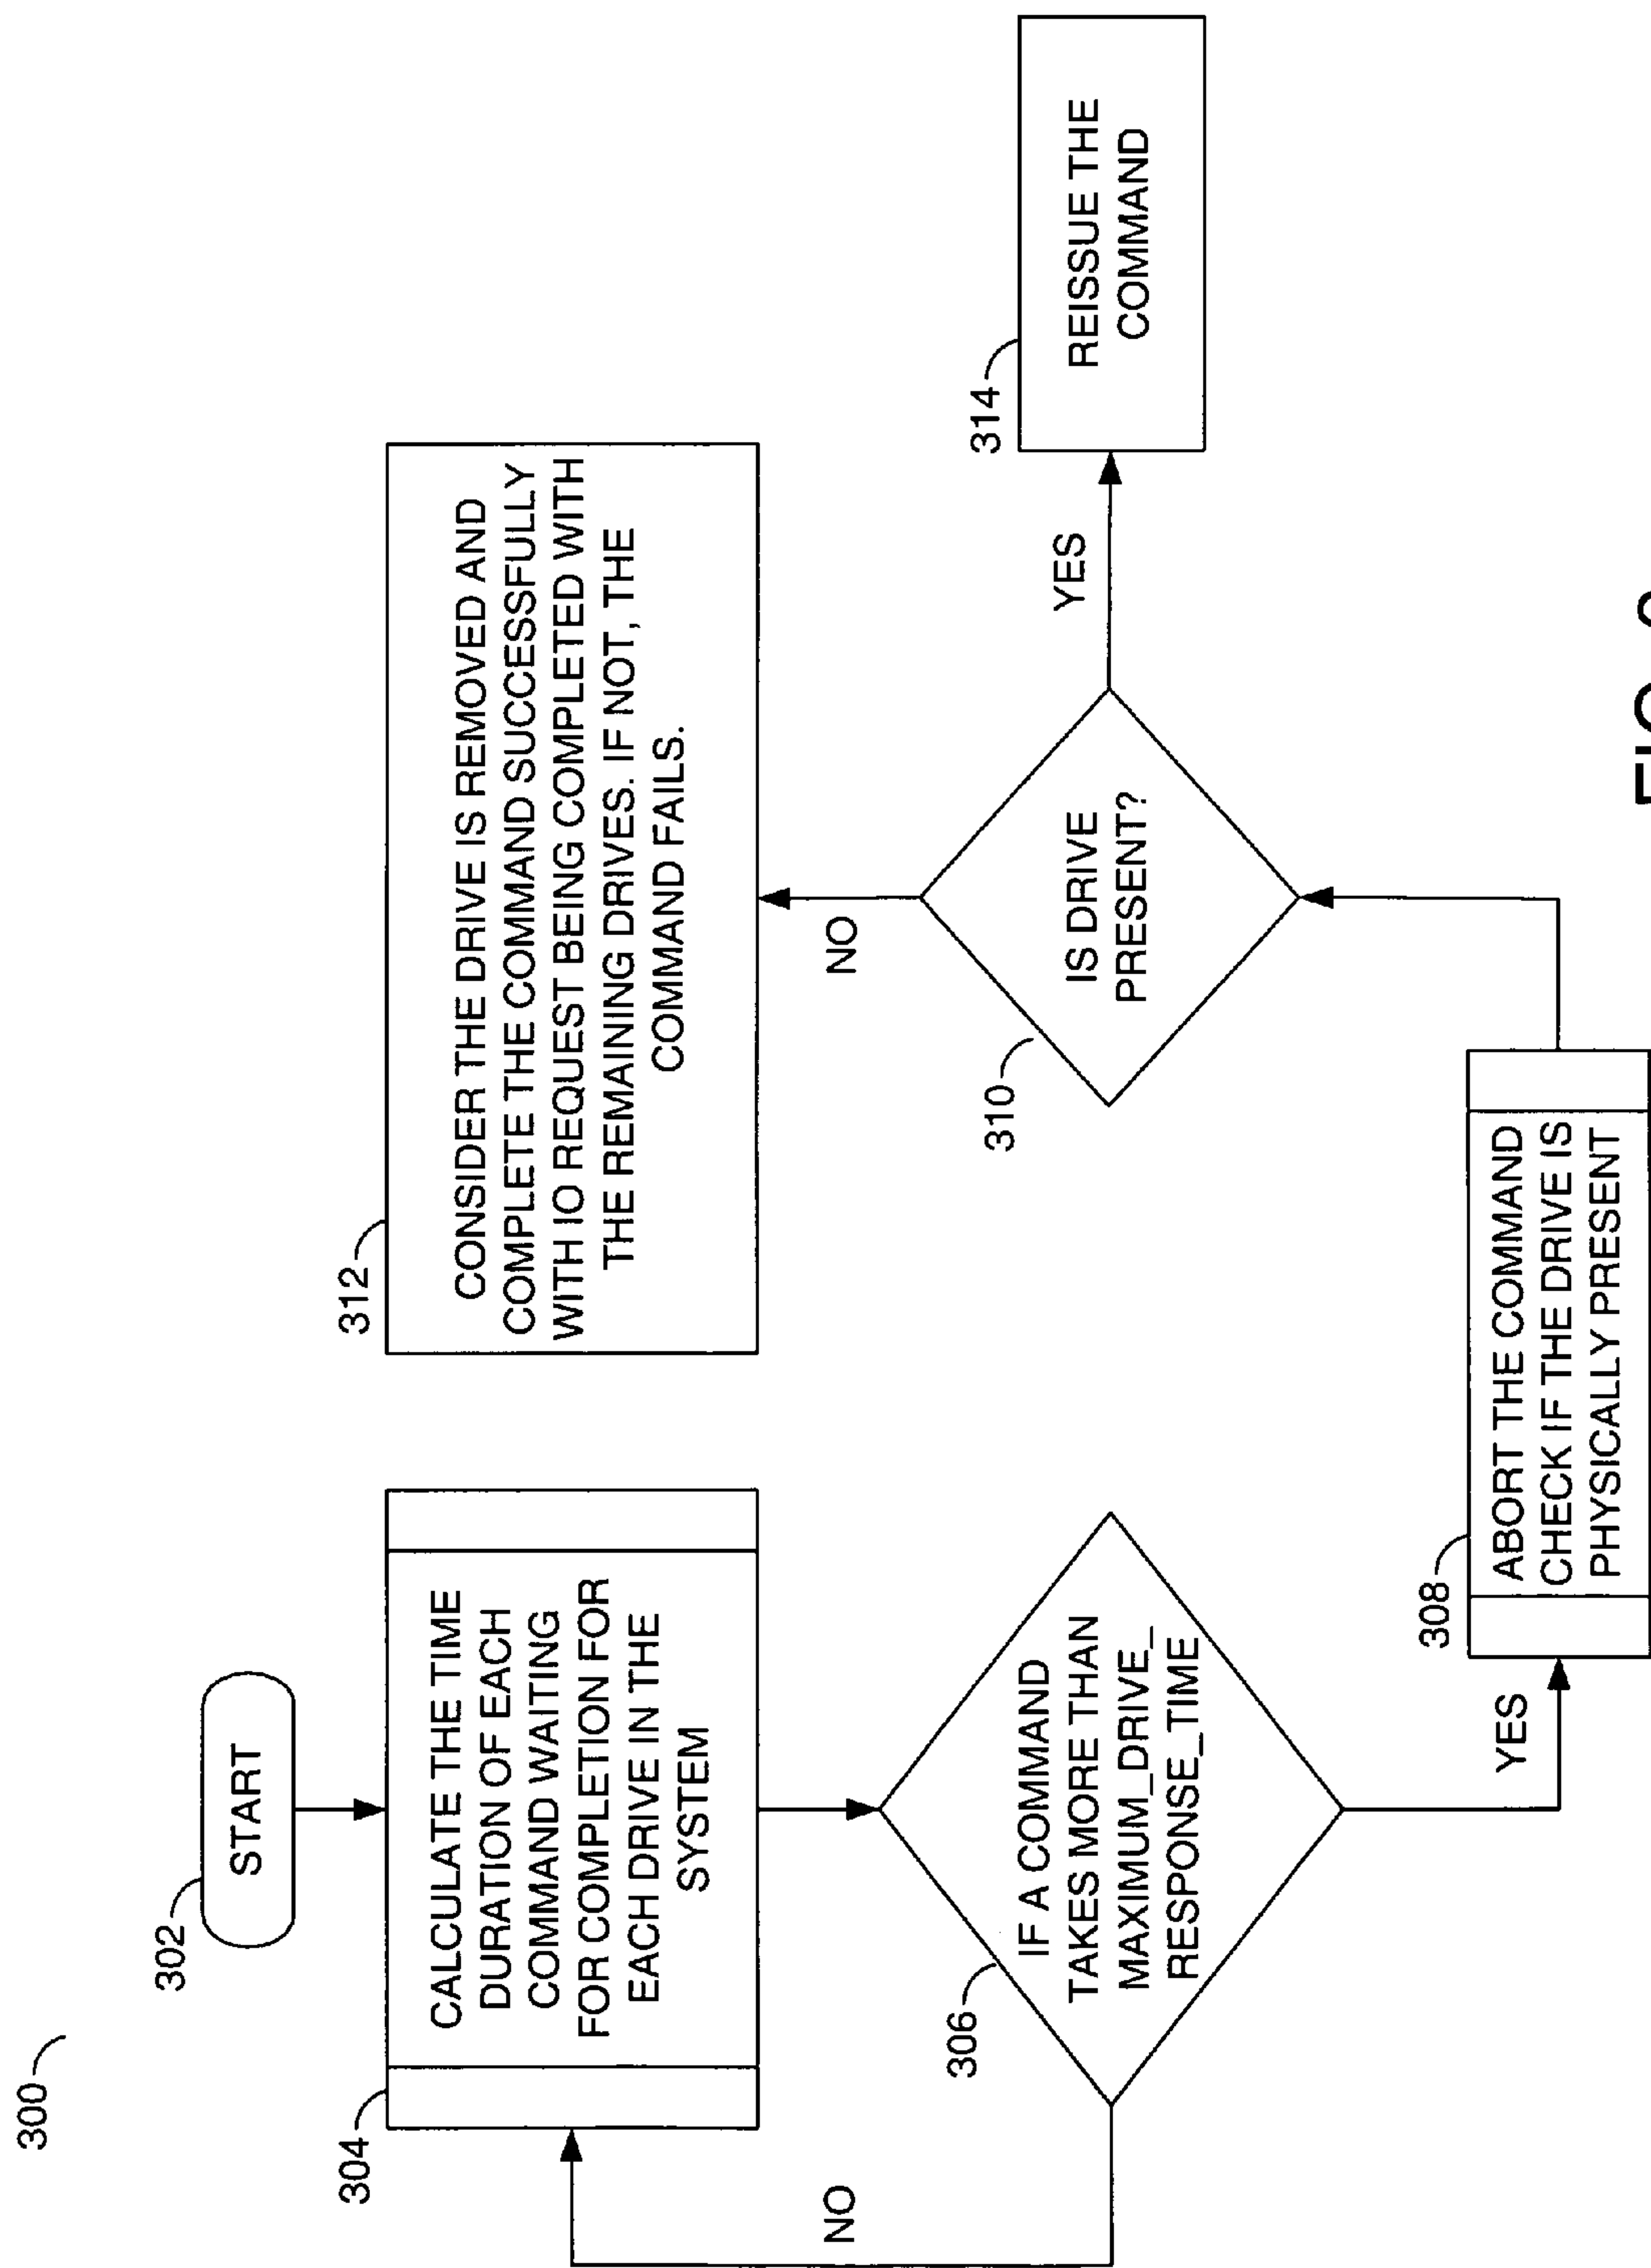 300
302
START
304
CALCULATE THE TIME
DURATION OF EACH
COMMAND WAITING
FOR COMPLETION FOR
EACH DRIVE IN THE
SYSTEM
NO
306
IF A COMMAND
TAKES MORE THAN
MAXIMUM_DRIVE_
RESPONSE_TIME
YES
308
ABORT THE COMMAND
CHECK IF THE DRIVE IS
PHYSICALLY PRESENT
310
IS DRIVE
PRESENT?
NO
312
CONSIDER THE DRIVE IS REMOVED AND
COMPLETE THE COMMAND SUCCESSFULLY
WITH IO REQUEST BEING COMPLETED WITH
THE REMAINING DRIVES. IF NOT, THE
COMMAND FAILS.
YES
314
REISSUE THE
COMMAND